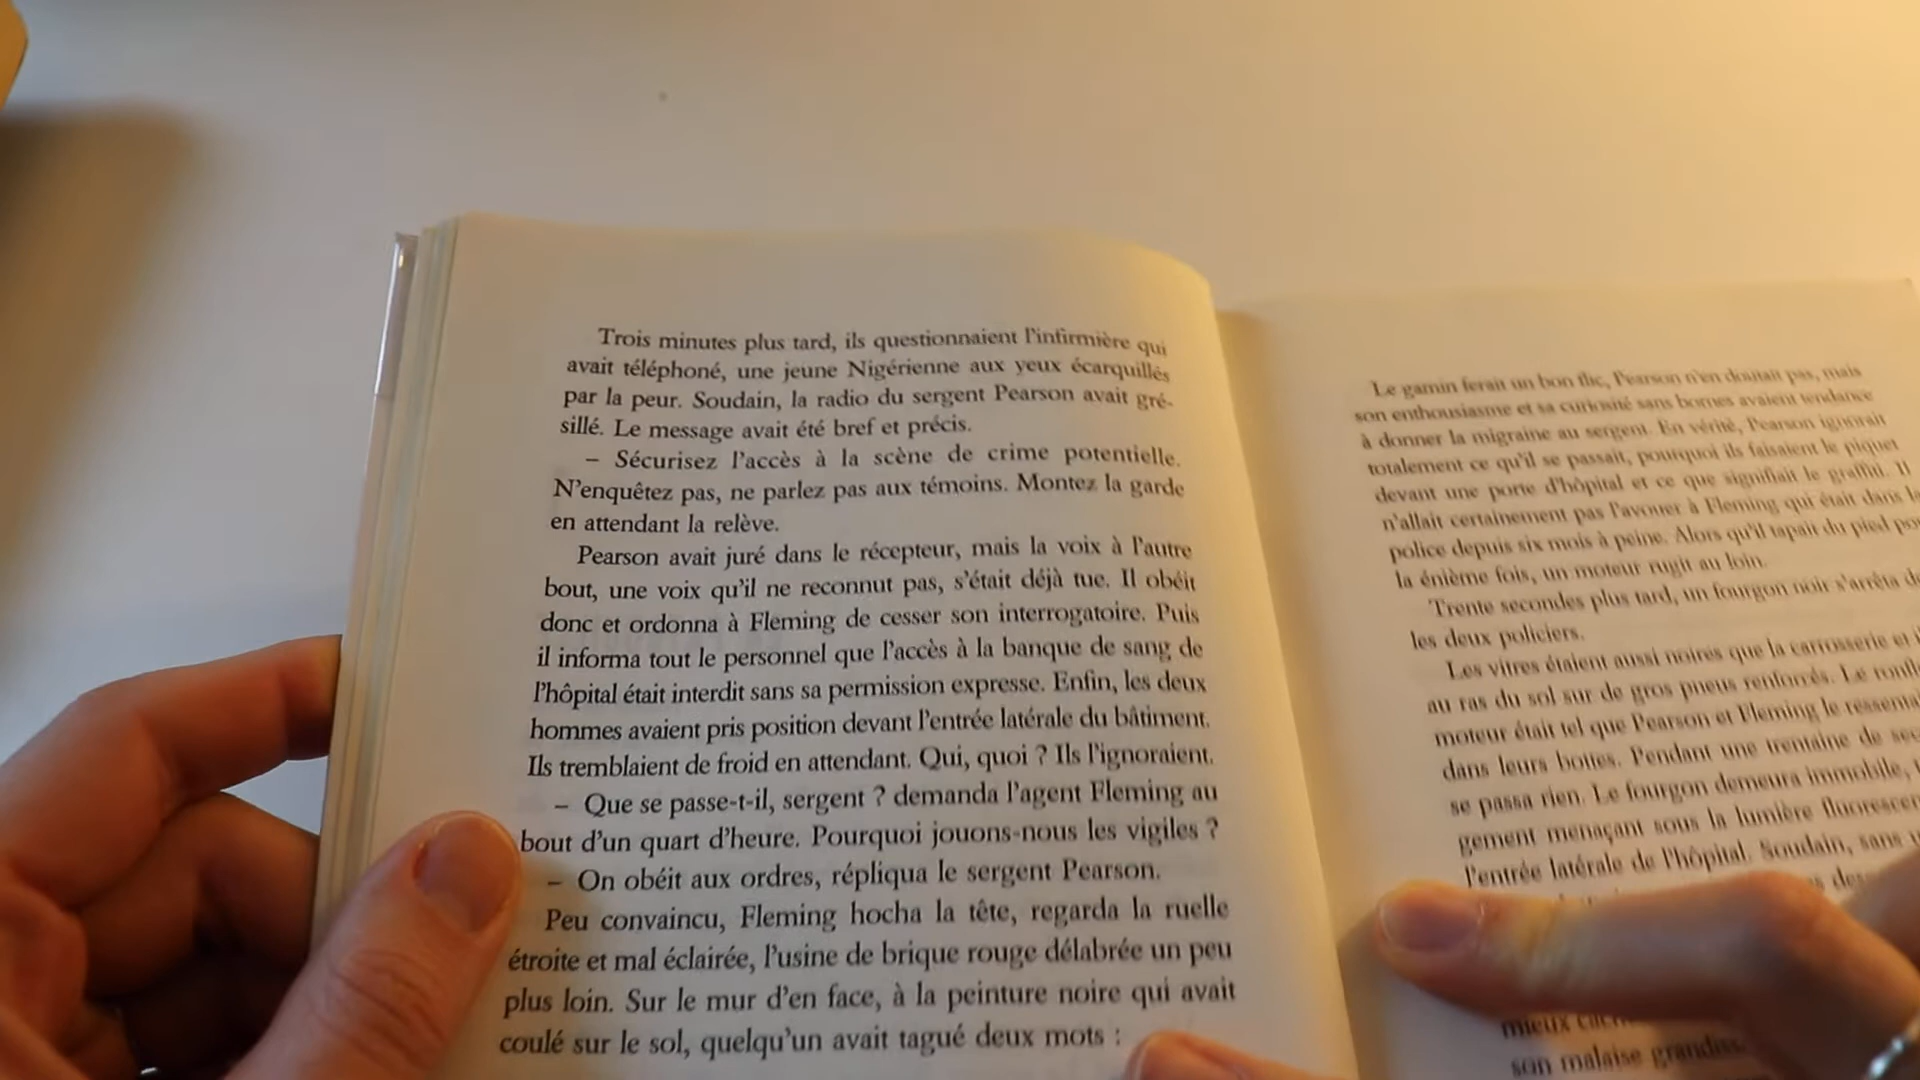 Trois minutes plus tard, ils questionnaient l'infirmière qui
avait téléphoné, une jeune Nigérienne aux yeux écarquillés
par la peur. Soudain, la radio du sergent Pearson avait gré-
sillé. Le message avait été bref et précis.
– Sécurisez l'accès à la scène de crime potentielle.
N'enquêtez pas, ne parlez pas aux témoins. Montez la garde
en attendant la relève.
Pearson avait juré dans le récepteur, mais la voix à l'autre
bout, une voix qu'il ne reconnut pas, s'était déjà tue. Il obéit
donc et ordonna à Fleming de cesser son interrogatoire. Puis
il informa tout le personnel que l'accès à la banque de sang de
l'hôpital était interdit sans sa permission expresse. Enfin, les deux
hommes avaient pris position devant l'entrée latérale du bâtiment.
Ils tremblaient de froid en attendant. Qui, quoi ? Ils l'ignoraient.
– Que se passe-t-il, sergent ? demanda l'agent Fleming au
bout d'un quart d'heure. Pourquoi jouons-nous les vigiles ?
– On obéit aux ordres, répliqua le sergent Pearson.
Peu convaincu, Fleming hocha la tête, regarda la ruelle
étroite et mal éclairée, l'usine de brique rouge délabrée un peu
plus loin. Sur le mur d'en face, à la peinture noire qui avait
coulé sur le sol, quelqu'un avait tagué deux mots :
Le gamin ferait un bon flic, Pearson n'en doutait pas, mais
son enthousiasme et sa curiosité sans bornes avaient tendance
à donner la migraine au sergent. En vérité, Pearson ignorait
totalement ce qu'il se passait, pourquoi ils faisaient le piquet
devant une porte d'hôpital et ce que signifiait le graffiti. Il
n'allait certainement pas l'avouer à Fleming qui était dans la
police depuis six mois à peine. Alors qu'il tapait du pied pour
la énième fois, un moteur rugit au loin.
Trente secondes plus tard, un fourgon noir s'arrêta de
les deux policiers.
Les vitres étaient aussi noires que la carrosserie et
au ras du sol sur de gros pneus renforcés. Le ronfl
moteur était tel que Pearson et Fleming le ressenta
dans leurs bottes. Pendant une trentaine de sec
se passa rien. Le fourgon demeura immobile,
gement menaçant sous la lumière fluorescen
l'entrée latérale de l'hôpital. Soudain, sans
mieux
son malaise grandiss